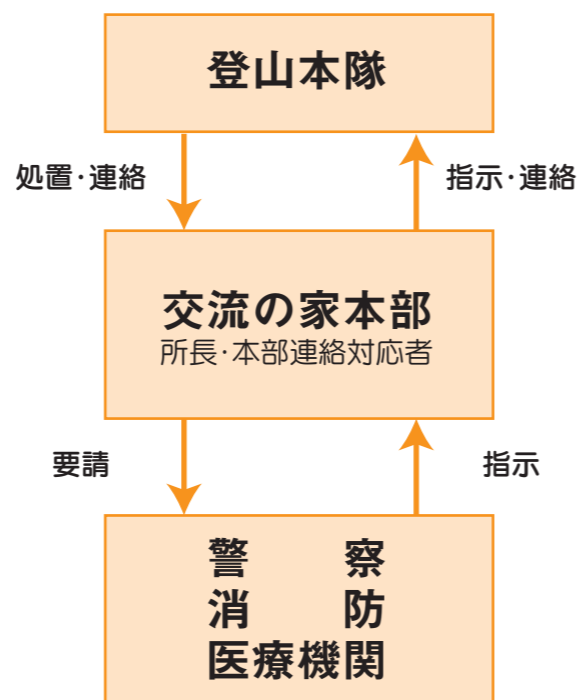 登山本隊
処置・連絡
指示・連絡
交流の家本部
所長・本部連絡対応者
要請
指示
警察
消防
医療機関